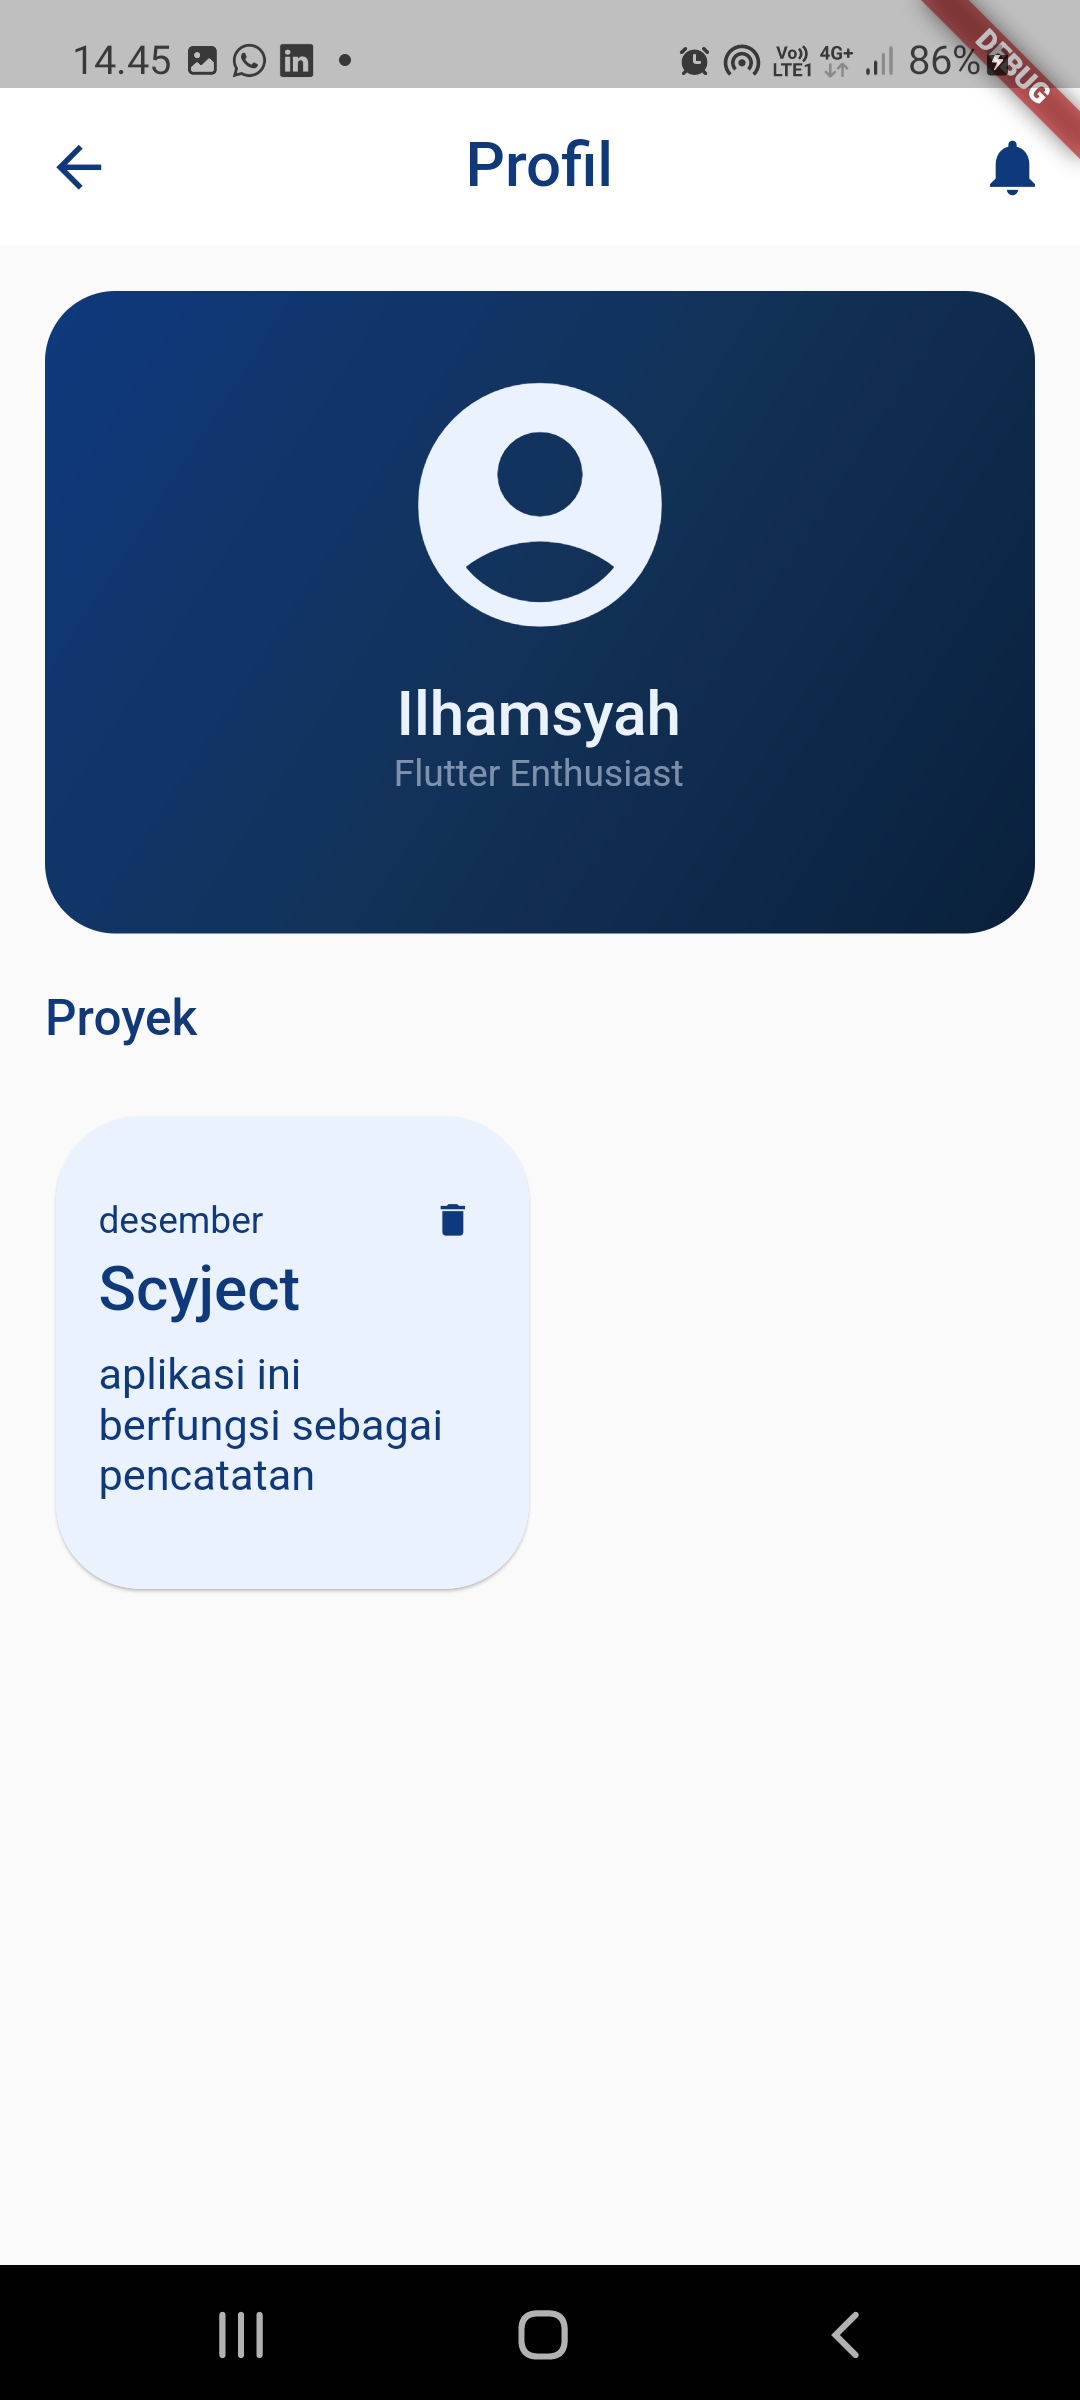 14.45
Vo)) LTE1 4G+ 86%
DEBUG
Profil
Ilhamsyah
Flutter Enthusiast
Proyek
desember
Scyject
aplikasi ini
berfungsi sebagai
pencatatan